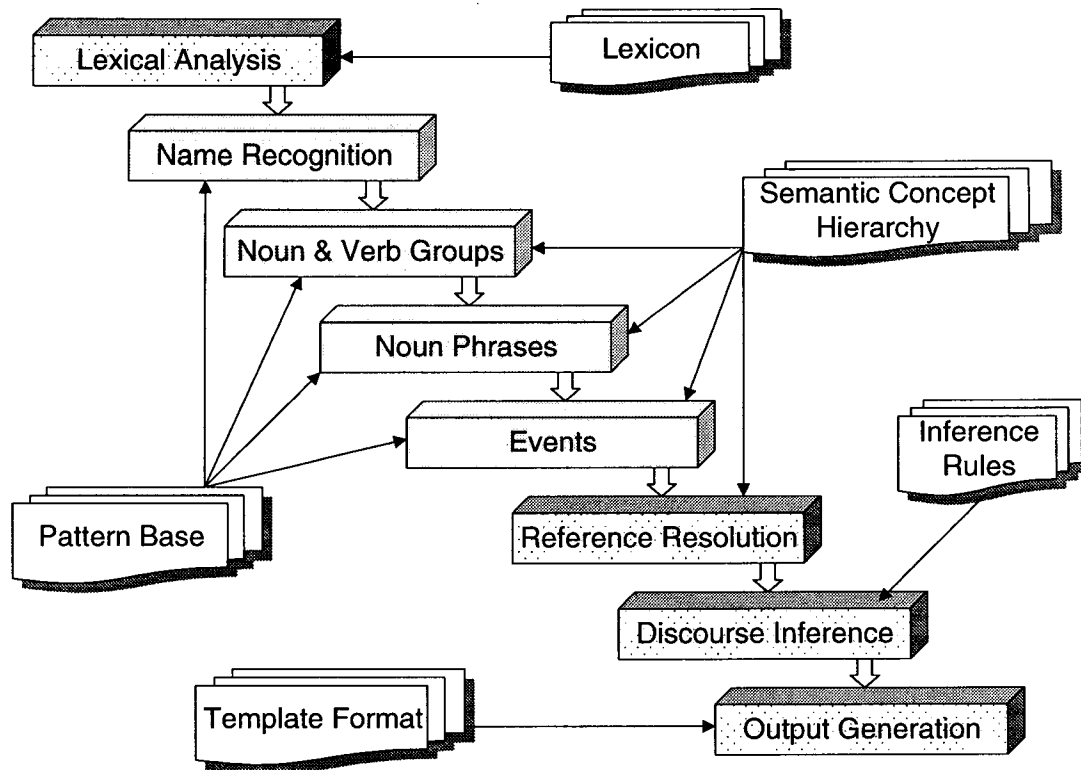 Lexical Analysis
Lexicon
Name Recognition
Semantic Concept
Hierarchy
Noun & Verb Groups
Noun Phrases
Events
Inference
Rules
Pattern Base
Reference Resolution
Discourse Inference
Template Format
Output Generation